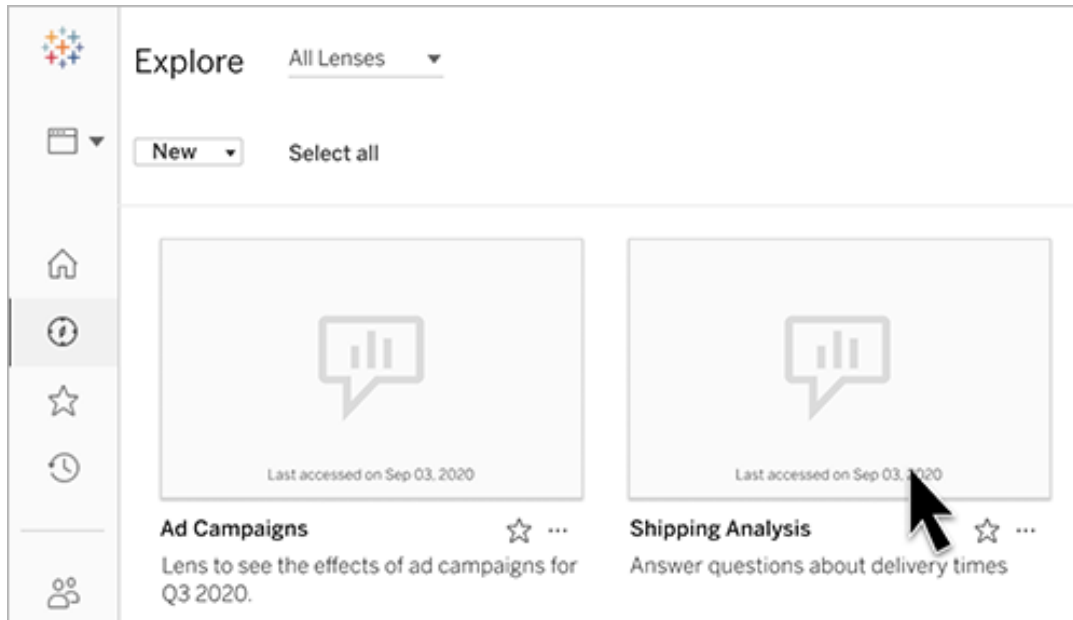 Explore
All Lenses
New
Select all
Last accessed on Sep 03, 2020
Last accessed on Sep 03, 2020
Ad Campaigns
Shipping Analysis
Lens to see the effects of ad campaigns for
Q3 2020.
Answer questions about delivery times